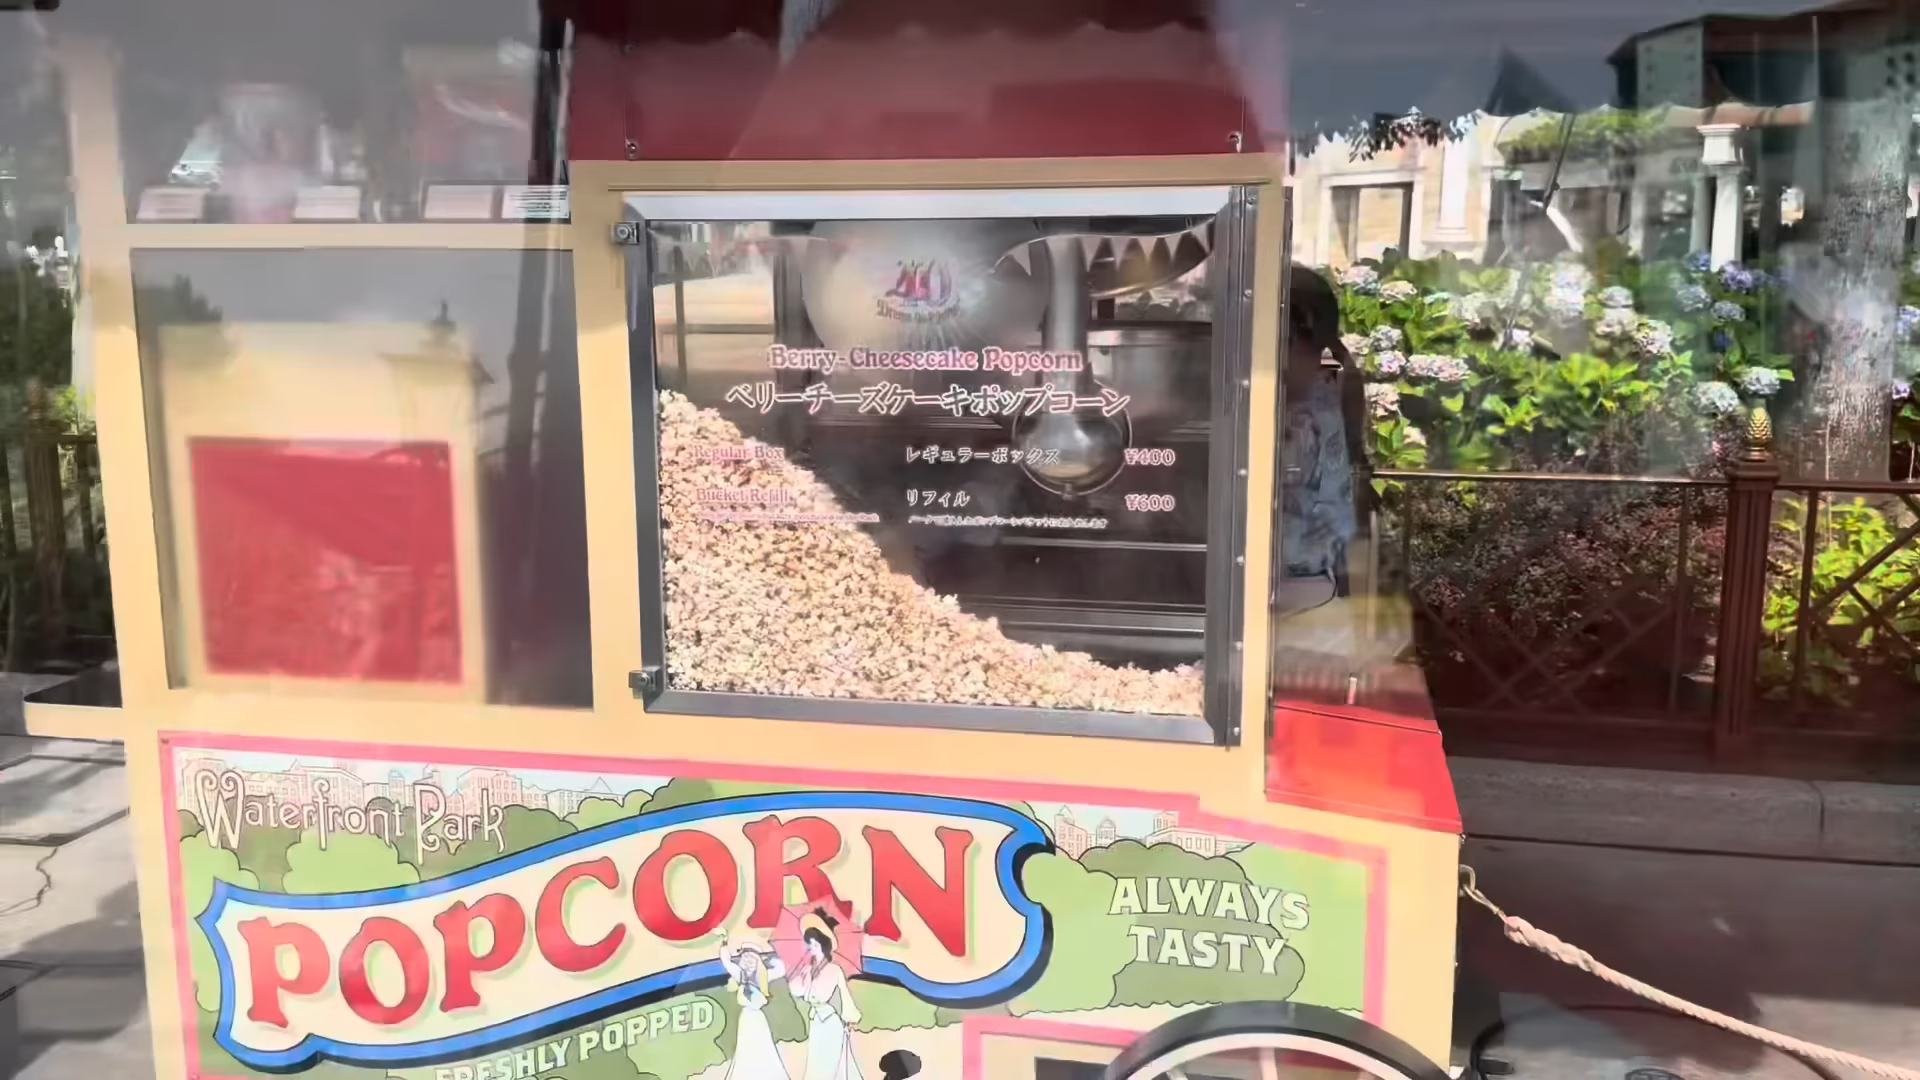 40
Berry-Cheesecake Popcorn
ベリーチーズケーキポップコーン
Regular Box レギュラーボックス ¥400
Bucket Refill リフィル ¥600
Waterfront Park
POPCORN
ALWAYS
TASTY
FRESHLY POPPED